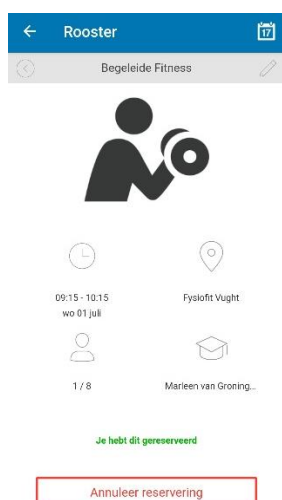 Rooster
17
Begeleide Fitness
09:15 - 10:15
wo 01 juli
Fysiofit Vught
1 / 8
Marleen van Groning...
Je hebt dit gereserveerd
Annuleer reservering